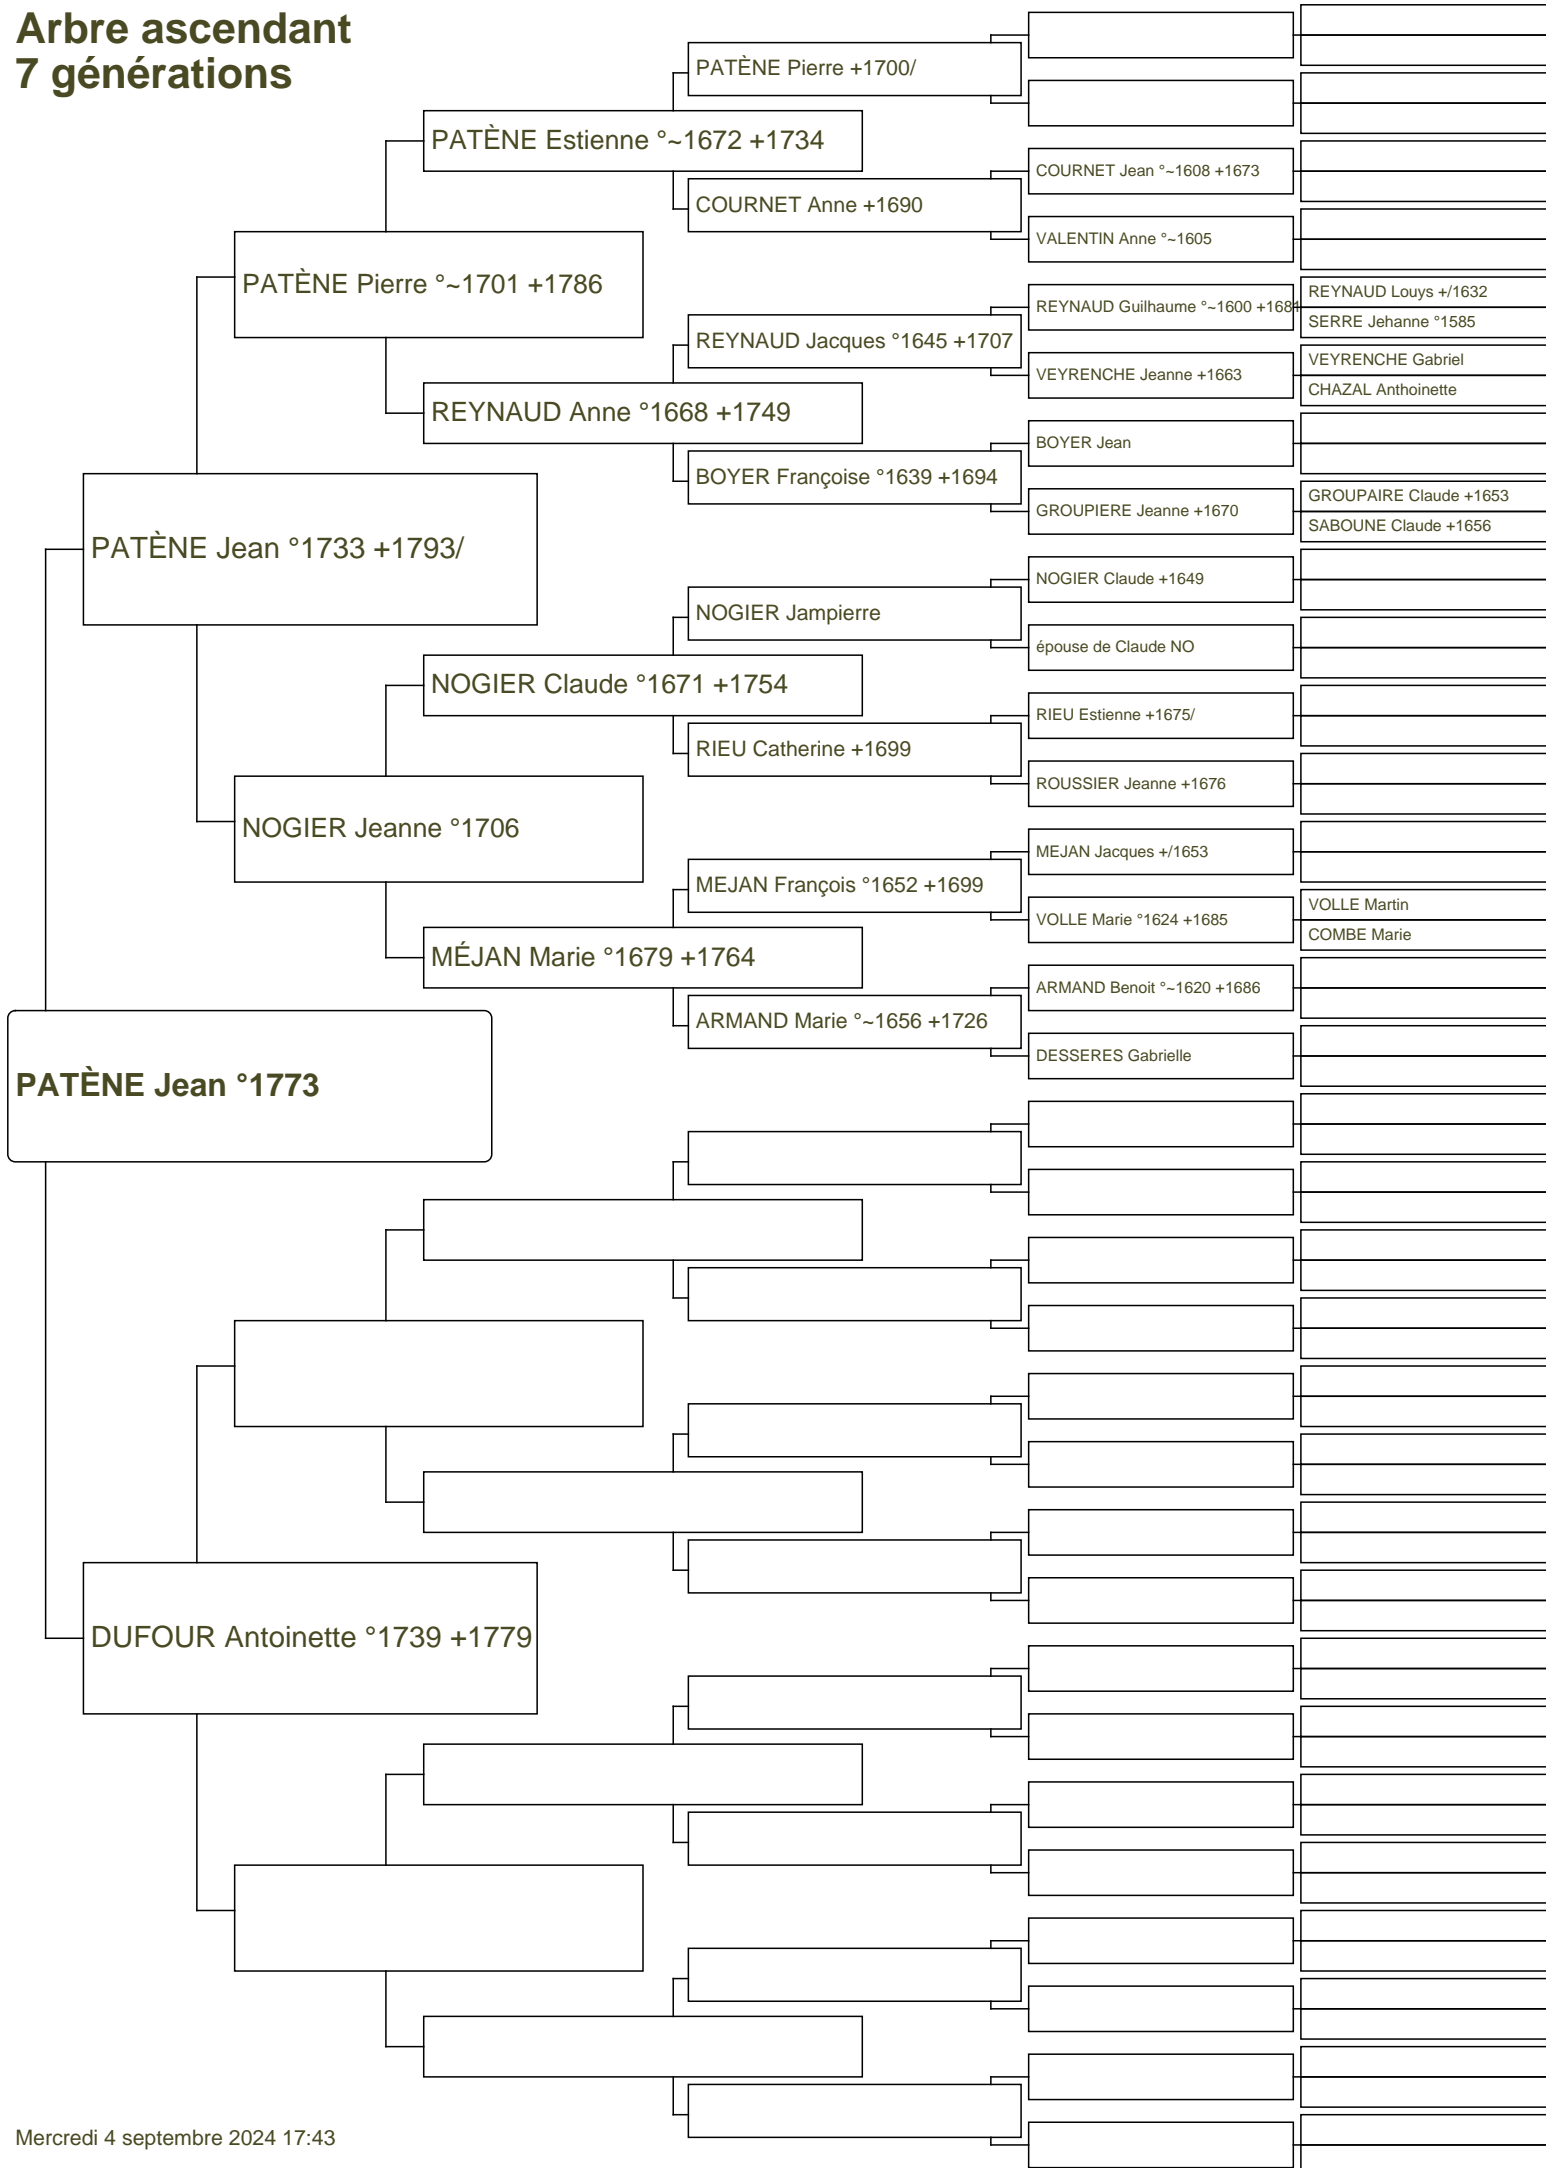 Arbre ascendant
7 générations
PATÈNE Pierre +1700/
PATÈNE Estienne °~1672 +1734
COURNET Jean °~1608 +1673
COURNET Anne +1690
VALENTIN Anne °~1605
PATÈNE Pierre °~1701 +1786
REYNAUD Louys +/1632
REYNAUD Guilhaume °~1600 +1681
SERRE Jehanne °1585
REYNAUD Jacques °1645 +1707
VEYRENCHE Gabriel
VEYRENCHE Jeanne +1663
CHAZAL Anthoinette
REYNAUD Anne °1668 +1749
BOYER Jean
BOYER Françoise °1639 +1694
GROUPAIRE Claude +1653
GROUPIERE Jeanne +1670
SABOUNE Claude +1656
PATÈNE Jean °1733 +1793/
NOGIER Claude +1649
NOGIER Jampierre
épouse de Claude NO
NOGIER Claude °1671 +1754
RIEU Estienne +1675/
RIEU Catherine +1699
ROUSSIER Jeanne +1676
NOGIER Jeanne °1706
MEJAN Jacques +/1653
MEJAN François °1652 +1699
VOLLE Martin
VOLLE Marie °1624 +1685
COMBE Marie
MÉJAN Marie °1679 +1764
ARMAND Benoit °~1620 +1686
ARMAND Marie °~1656 +1726
DESSERES Gabrielle
PATÈNE Jean °1773
DUFOUR Antoinette °1739 +1779
Mercredi 4 septembre 2024 17:43